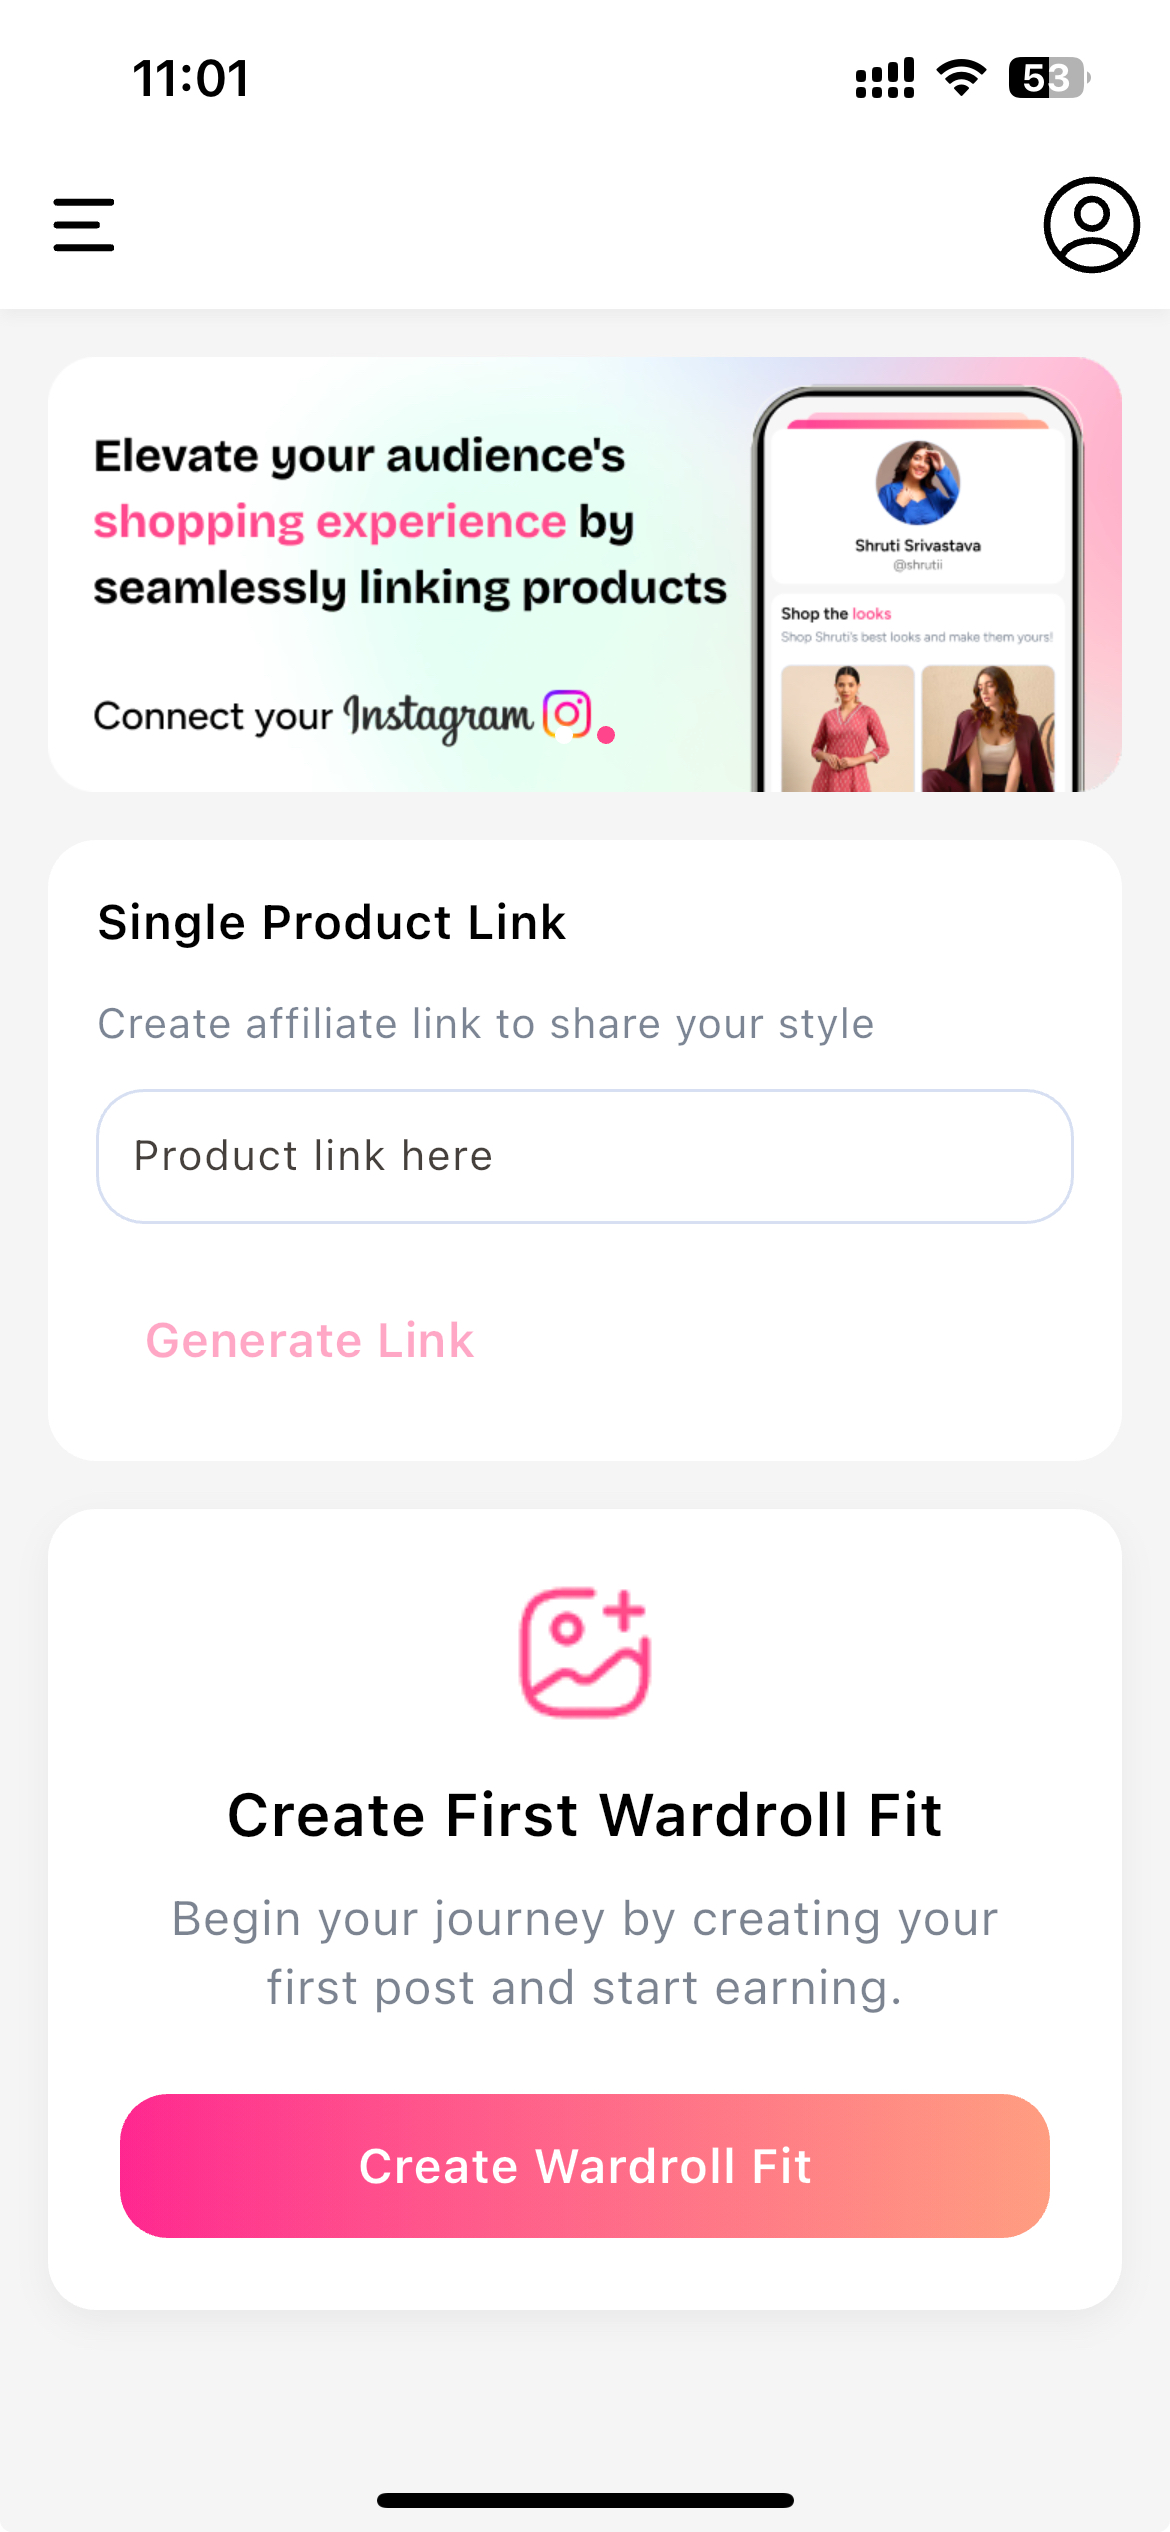 11:01
53
Elevate your audience's
shopping experience by
seamlessly linking products
Connect your Instagram
Shruti Srivastava
@shrutii
Shop the looks
Shop Shruti's best looks and make them yours!
Single Product Link
Create affiliate link to share your style
Product link here
Generate Link
Create First Wardroll Fit
Begin your journey by creating your
first post and start earning.
Create Wardroll Fit